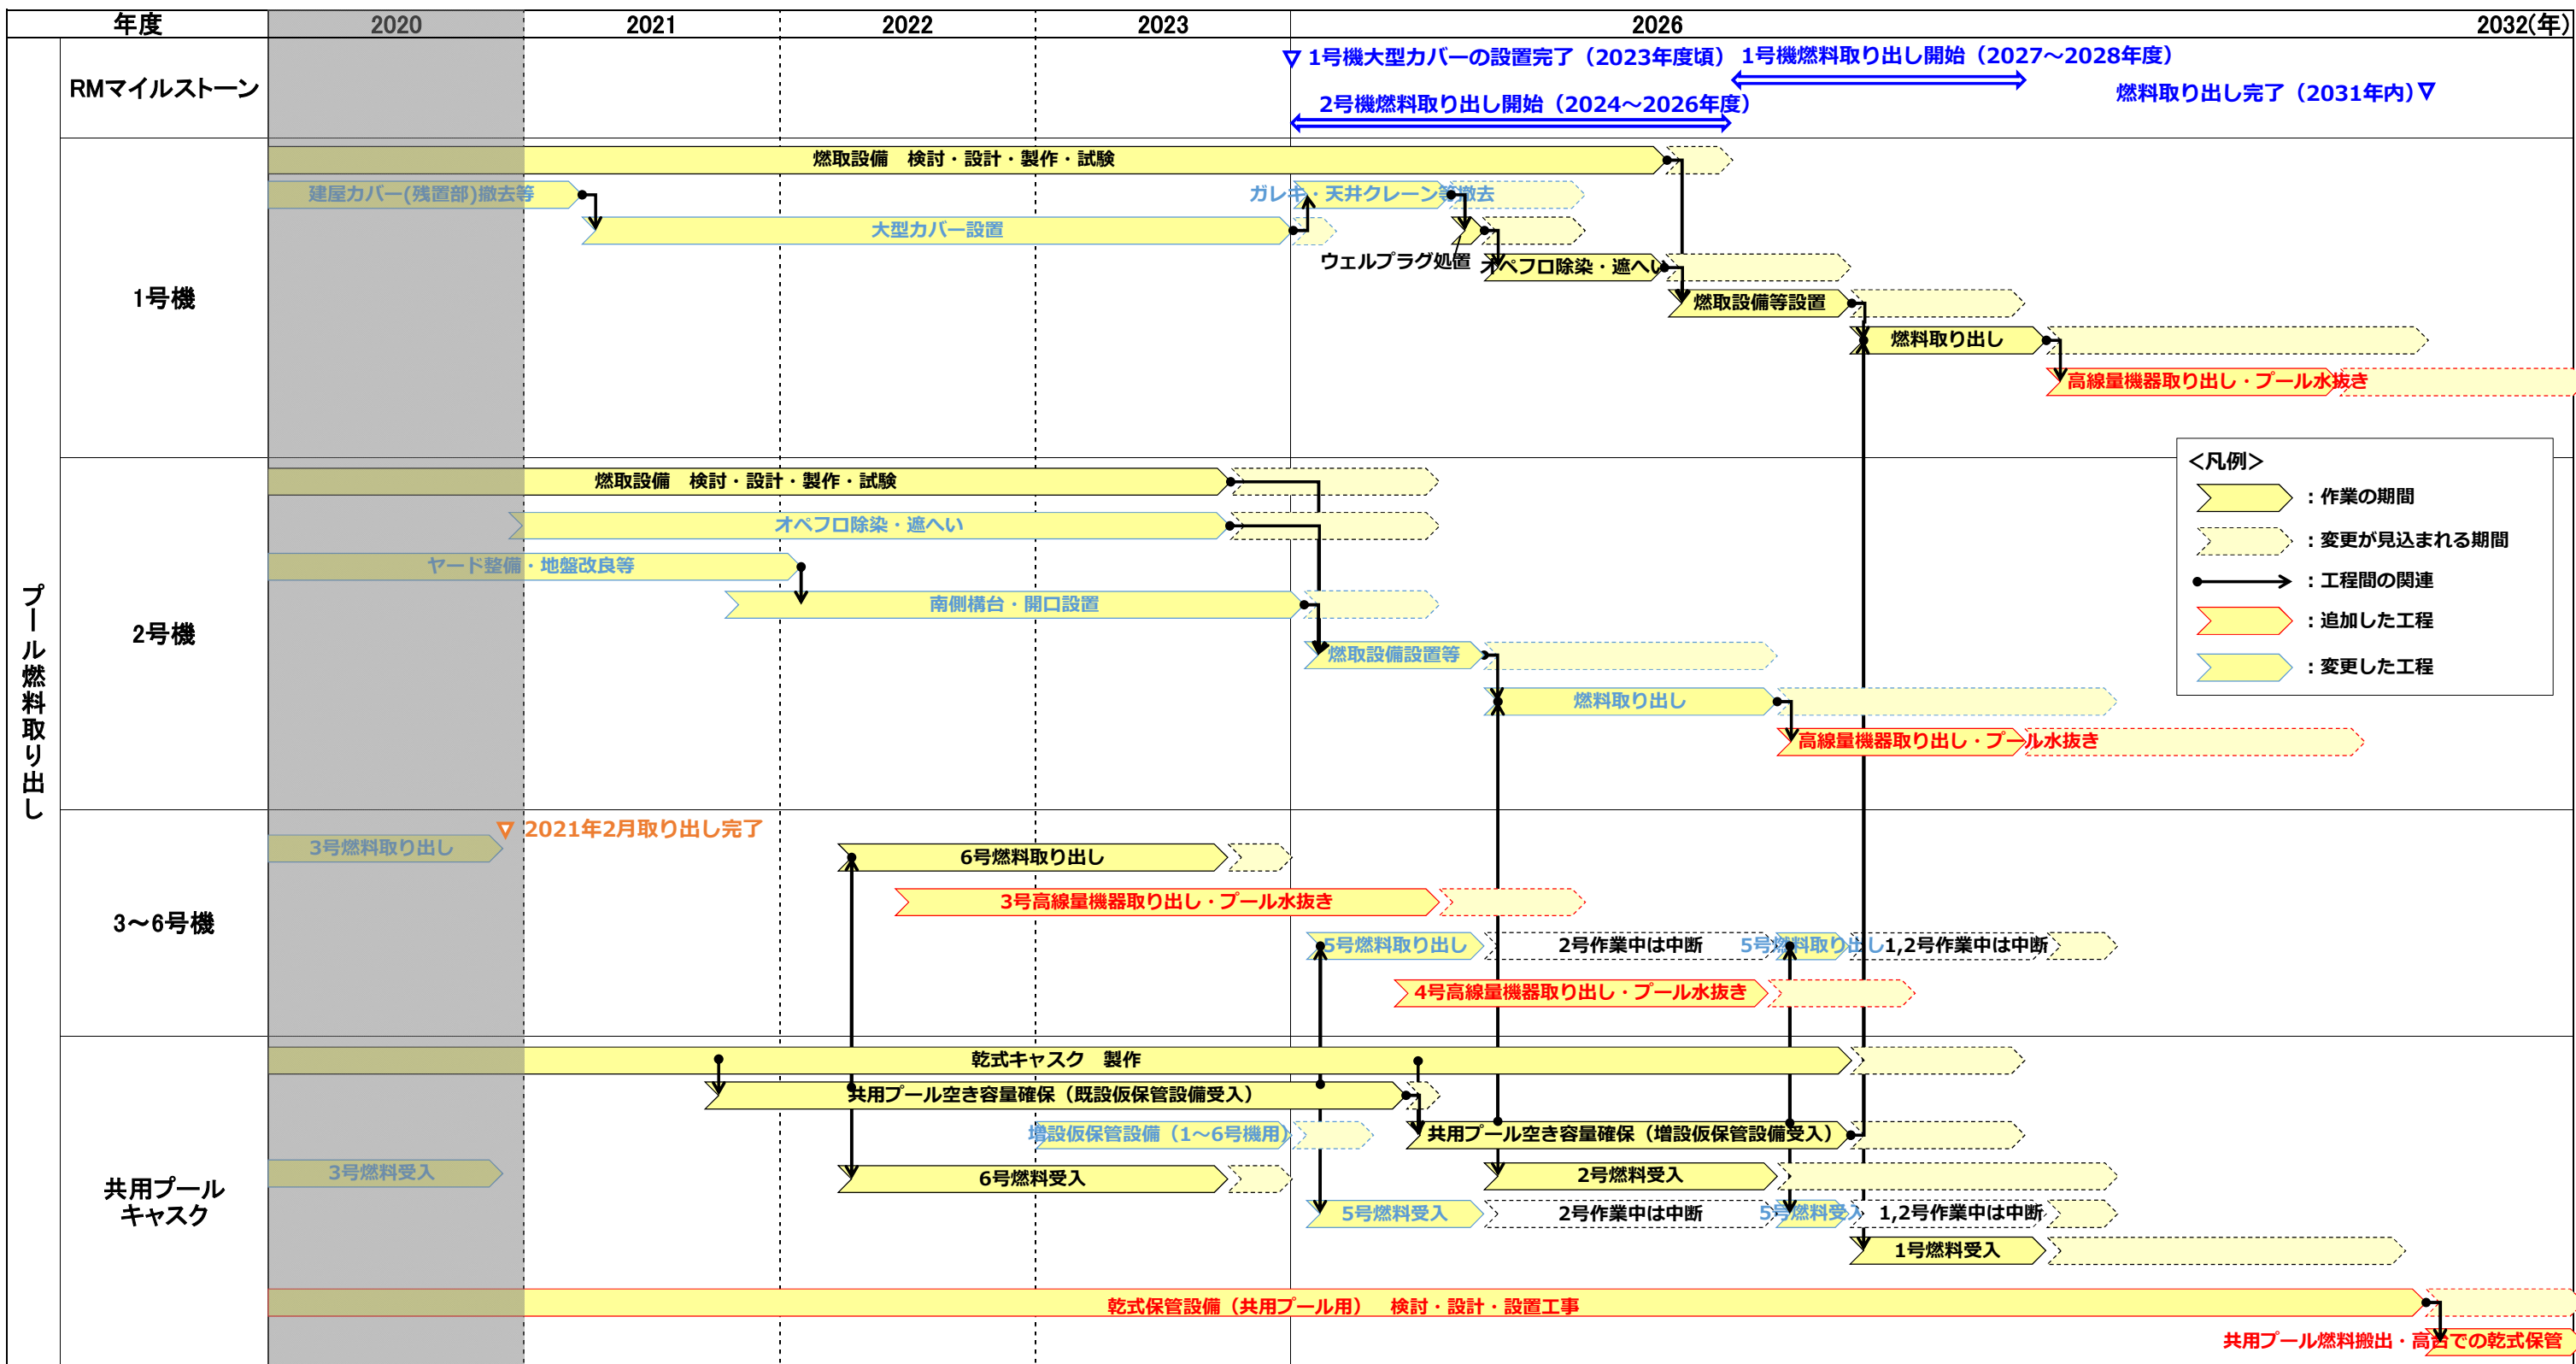 年度
2020
2021
2022
2023
2026
2032(年)
プール燃料取り出し
RMマイルストーン
1号機大型カバーの設置完了（2023年度頃）
1号機燃料取り出し開始（2027～2028年度）
2号機燃料取り出し開始（2024～2026年度）
燃料取り出し完了（2031年内）
1号機
燃取設備　検討・設計・製作・試験
建屋カバー(残置部)撤去等
ガレキ・天井クレーン等撤去
大型カバー設置
ウェルプラグ処置
オペフロ除染・遮へい
燃取設備等設置
燃料取り出し
高線量機器取り出し・プール水抜き
<凡例>
：作業の期間
：変更が見込まれる期間
：工程間の関連
：追加した工程
：変更した工程
2号機
燃取設備　検討・設計・製作・試験
オペフロ除染・遮へい
ヤード整備・地盤改良等
南側構台・開口設置
燃取設備設置等
燃料取り出し
高線量機器取り出し・プール水抜き
3～6号機
2021年2月取り出し完了
3号燃料取り出し
6号燃料取り出し
3号高線量機器取り出し・プール水抜き
5号燃料取り出し
2号作業中は中断
5号燃料取り出し
1,2号作業中は中断
4号高線量機器取り出し・プール水抜き
共用プール
キャスク
乾式キャスク　製作
共用プール空き容量確保（既設仮保管設備受入）
増設仮保管設備（1～6号機用）
共用プール空き容量確保（増設仮保管設備受入）
3号燃料受入
6号燃料受入
2号燃料受入
5号燃料受入
2号作業中は中断
5号燃料受入
1,2号作業中は中断
1号燃料受入
乾式保管設備（共用プール用）　検討・設計・設置工事
共用プール燃料搬出・高台での乾式保管